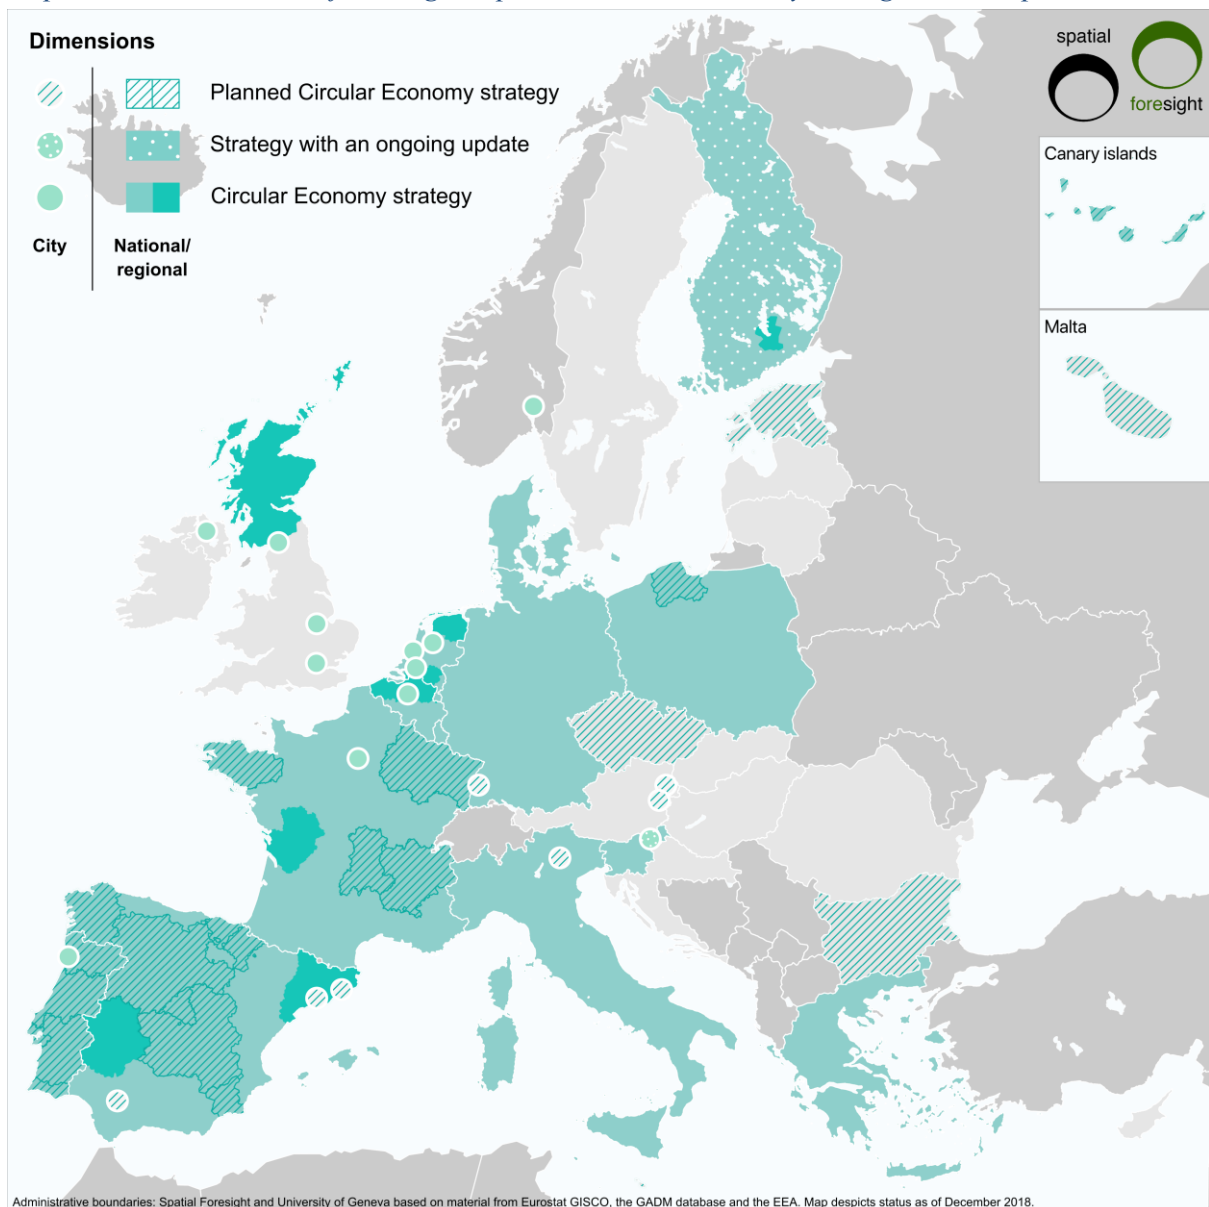 Dimensions
Planned Circular Economy strategy
Strategy with an ongoing update
Circular Economy strategy
City
National/
regional
spatial
foresight
Canary islands
Malta
Administrative boundaries: Spatial Foresight and University of Geneva based on material from Eurostat GISCO, the GADM database and the EEA. Map despicts status as of December 2018.